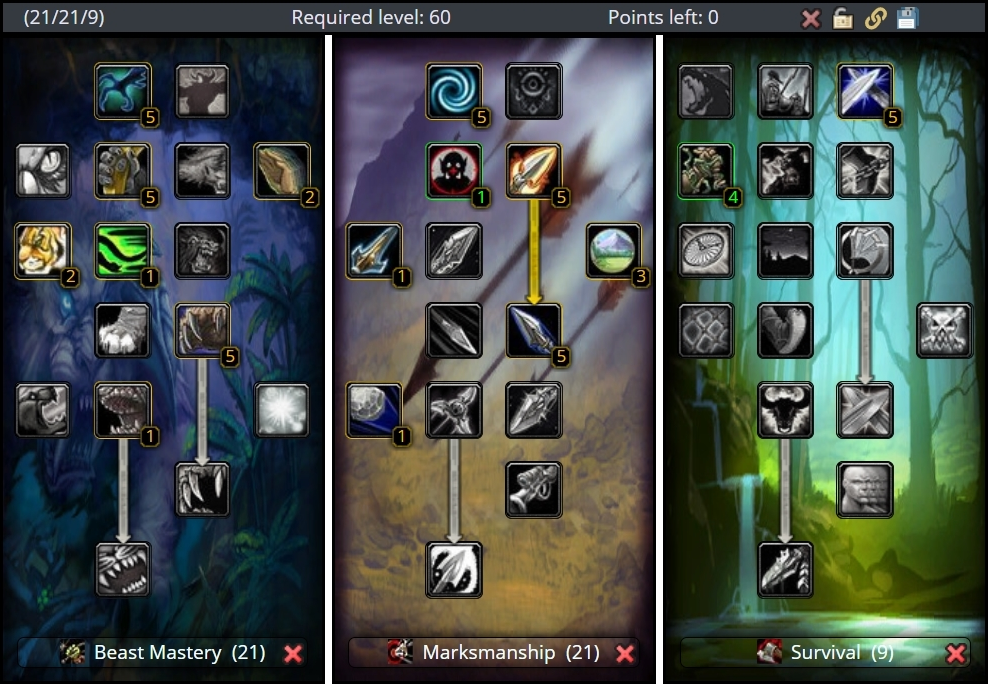 (21/21/9) Required level: 60 Points left: 0
5 5 5
5 2 1 5 4
2 1 1 3
5 5
1 1
Beast Mastery (21) Marksmanship (21) Survival (9)